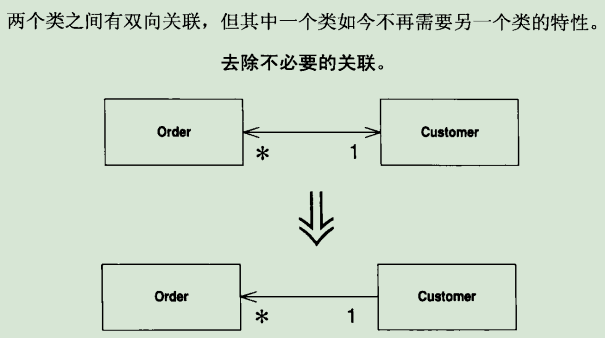 两个类之间有双向关联，但其中一个类如今不再需要另一个类的特性。
去除不必要的关联。
Order
Customer
* 1
Order
Customer
* 1